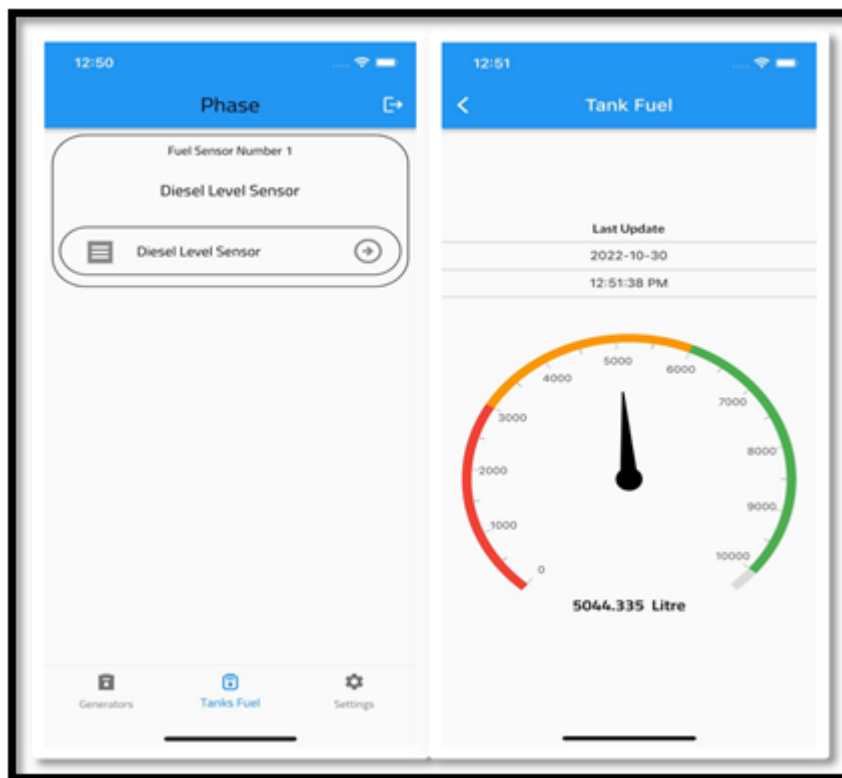 12:50
Phase
Fuel Sensor Number 1
Diesel Level Sensor
Diesel Level Sensor
Generators
Tanks Fuel
Settings
12:51
Tank Fuel
Last Update
2022-10-30
12:51:38 PM
0
1000
2000
3000
4000
5000
6000
7000
8000
9000
10000
5044.335 Litre